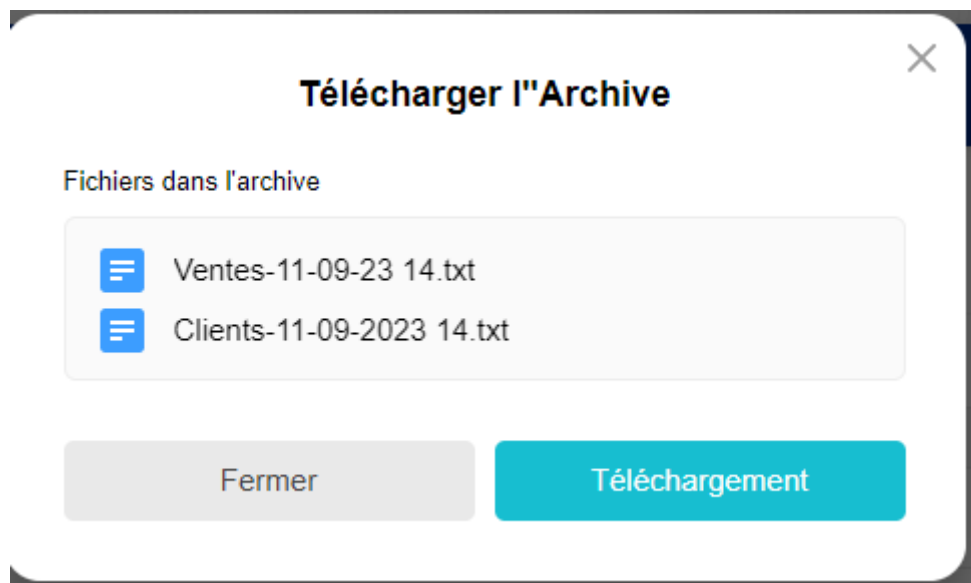 Télécharger l''Archive
Fichiers dans l'archive
Ventes-11-09-23 14.txt
Clients-11-09-2023 14.txt
Fermer
Téléchargement